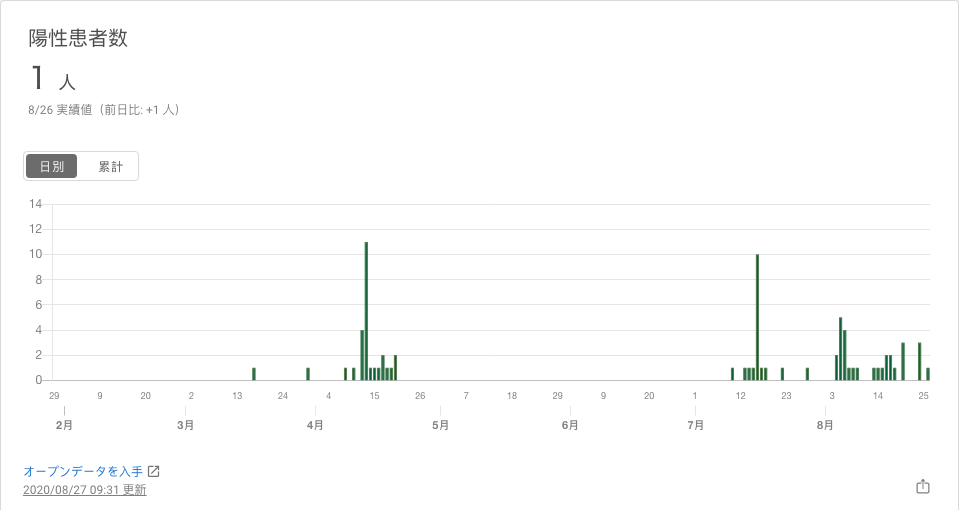 陽性患者数
1 人
8/26 実績値（前日比: +1 人）
日別 累計
14
12
10
8
6
4
2
0
29 9 20 2 13 24 4 15 26 7 18 29 9 20 1 12 23 3 14 25
2月 3月 4月 5月 6月 7月 8月
オープンデータを入手
2020/08/27 09:31 更新